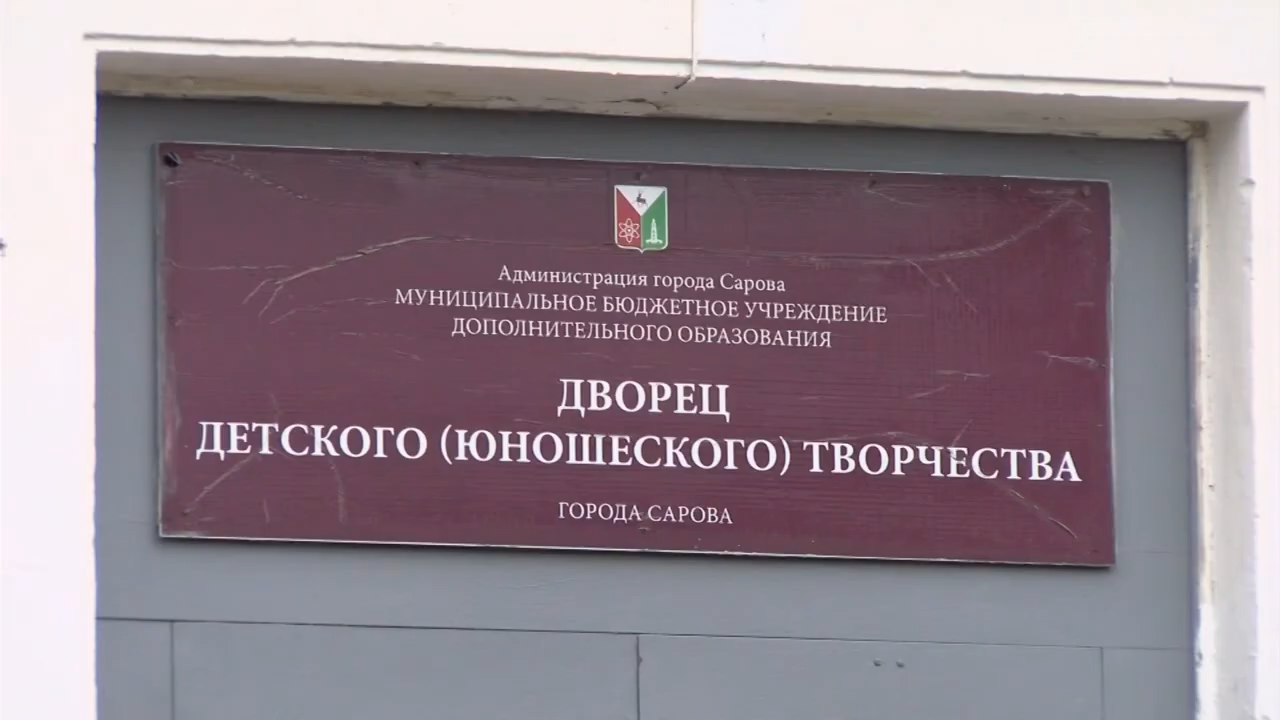 Администрация города Сарова
МУНИЦИПАЛЬНОЕ БЮДЖЕТНОЕ УЧРЕЖДЕНИЕ
ДОПОЛНИТЕЛЬНОГО ОБРАЗОВАНИЯ
ДВОРЕЦ
ДЕТСКОГО (ЮНОШЕСКОГО) ТВОРЧЕСТВА
ГОРОДА САРОВА